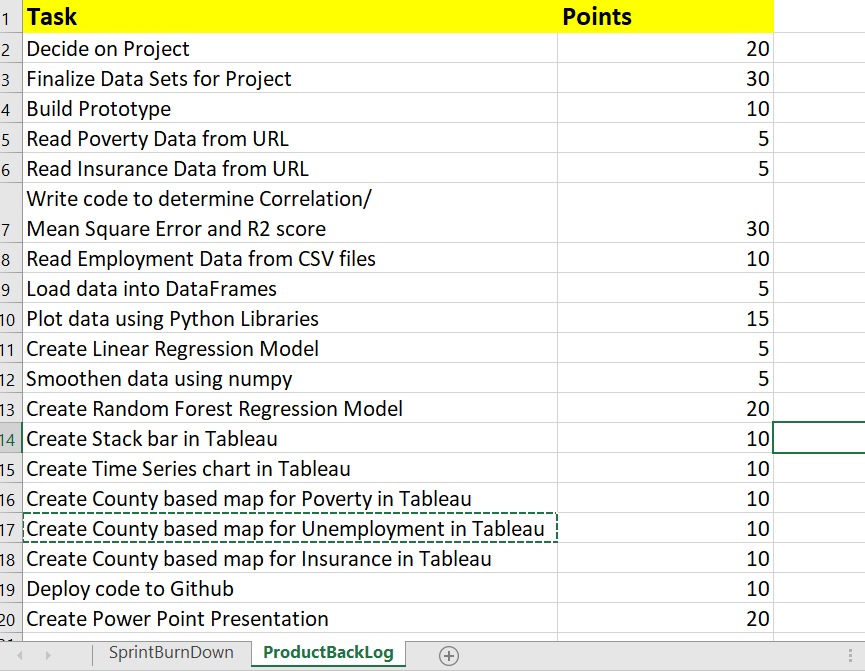 1 Task Points
2 Decide on Project 20
3 Finalize Data Sets for Project 30
4 Build Prototype 10
5 Read Poverty Data from URL 5
6 Read Insurance Data from URL 5
Write code to determine Correlation/
7 Mean Square Error and R2 score 30
8 Read Employment Data from CSV files 10
9 Load data into DataFrames 5
10 Plot data using Python Libraries 15
11 Create Linear Regression Model 5
12 Smoothen data using numpy 5
13 Create Random Forest Regression Model 20
14 Create Stack bar in Tableau 10
15 Create Time Series chart in Tableau 10
16 Create County based map for Poverty in Tableau 10
17 Create County based map for Unemployment in Tableau 10
18 Create County based map for Insurance in Tableau 10
19 Deploy code to Github 10
20 Create Power Point Presentation 20
SprintBurnDown ProductBackLog